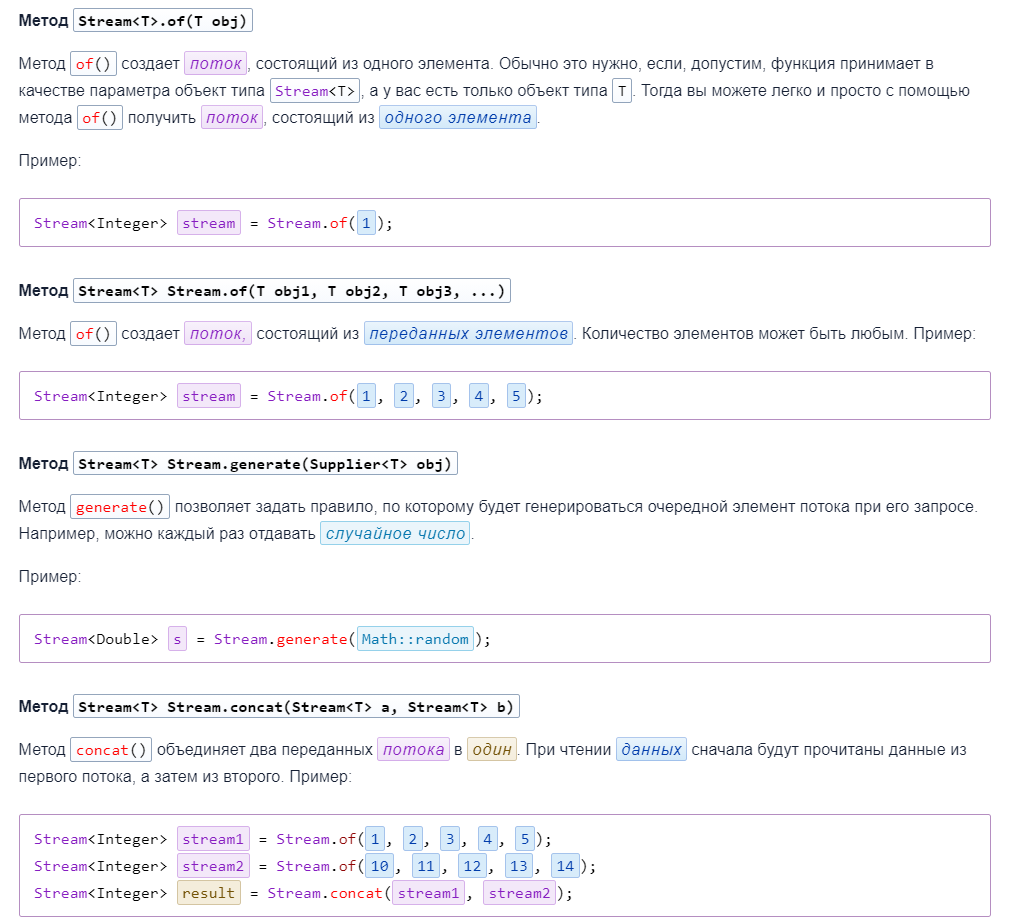 Метод Stream<T>.of(T obj)
Метод of() создает поток, состоящий из одного элемента. Обычно это нужно, если, допустим, функция принимает в
качестве параметра объект типа Stream<T>, а у вас есть только объект типа T. Тогда вы можете легко и просто с помощью
метода of() получить поток, состоящий из одного элемента.
Пример:
Stream<Integer> stream = Stream.of(1);
Метод Stream<T> Stream.of(T obj1, T obj2, T obj3, ...)
Метод of() создает поток, состоящий из переданных элементов. Количество элементов может быть любым. Пример:
Stream<Integer> stream = Stream.of(1, 2, 3, 4, 5);
Метод Stream<T> Stream.generate(Supplier<T> obj)
Метод generate() позволяет задать правило, по которому будет генерироваться очередной элемент потока при его запросе.
Например, можно каждый раз отдавать случайное число.
Пример:
Stream<Double> s = Stream.generate(Math::random);
Метод Stream<T> Stream.concat(Stream<T> a, Stream<T> b)
Метод concat() объединяет два переданных потока в один. При чтении данных сначала будут прочитаны данные из
первого потока, а затем из второго. Пример:
Stream<Integer> stream1 = Stream.of(1, 2, 3, 4, 5);
Stream<Integer> stream2 = Stream.of(10, 11, 12, 13, 14);
Stream<Integer> result = Stream.concat(stream1, stream2);